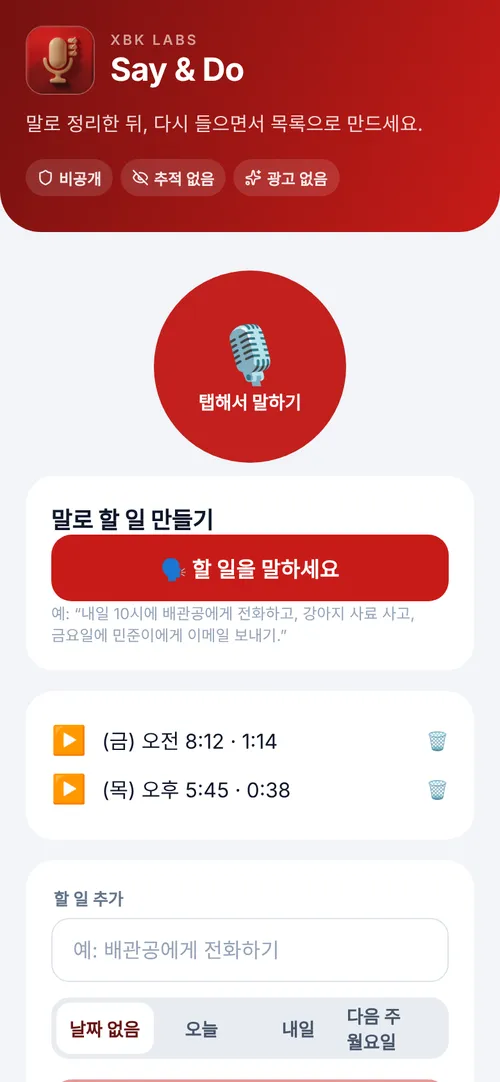 XBK LABS
Say & Do
말로 정리한 뒤, 다시 들으면서 목록으로 만드세요.
비공개
추적 없음
광고 없음
탭해서 말하기
말로 할 일 만들기
할 일을 말하세요
예: “내일 10시에 배관공에게 전화하고, 강아지 사료 사고,
금요일에 민준이에게 이메일 보내기.”
(금) 오전 8:12 · 1:14
(목) 오후 5:45 · 0:38
할 일 추가
예: 배관공에게 전화하기
날짜 없음
오늘
내일
다음 주
월요일